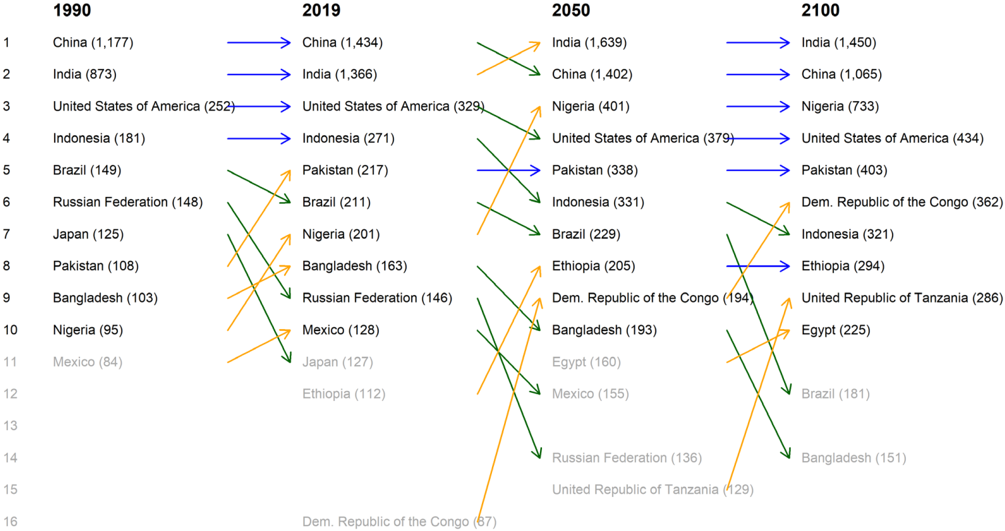 1990 2019 2050 2100
1 China (1,177) China (1,434) India (1,639) India (1,450)
2 India (873) India (1,366) China (1,402) China (1,065)
3 United States of America (252) United States of America (329) Nigeria (401) Nigeria (733)
4 Indonesia (181) Indonesia (271) United States of America (379) United States of America (434)
5 Brazil (149) Pakistan (217) Pakistan (338) Pakistan (403)
6 Russian Federation (148) Brazil (211) Indonesia (331) Dem. Republic of the Congo (362)
7 Japan (125) Nigeria (201) Brazil (229) Indonesia (321)
8 Pakistan (108) Bangladesh (163) Ethiopia (205) Ethiopia (294)
9 Bangladesh (103) Russian Federation (146) Dem. Republic of the Congo (194) United Republic of Tanzania (286)
10 Nigeria (95) Mexico (128) Bangladesh (193) Egypt (225)
11 Mexico (84) Japan (127) Egypt (160)
12 Ethiopia (112) Mexico (155) Brazil (181)
13
14 Russian Federation (136) Bangladesh (151)
15 United Republic of Tanzania (129)
16 Dem. Republic of the Congo (87)